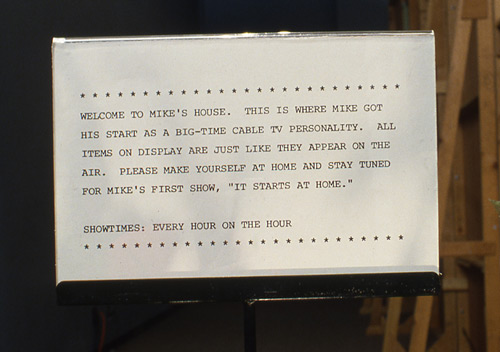 * * * * * * * * * * * * * * * * * * * * * * * * * *
WELCOME TO MIKE'S HOUSE. THIS IS WHERE MIKE GOT
HIS START AS A BIG-TIME CABLE TV PERSONALITY. ALL
ITEMS ON DISPLAY ARE JUST LIKE THEY APPEAR ON THE
AIR. PLEASE MAKE YOURSELF AT HOME AND STAY TUNED
FOR MIKE'S FIRST SHOW, "IT STARTS AT HOME."
SHOWTIMES: EVERY HOUR ON THE HOUR
* * * * * * * * * * * * * * * * * * * * * * * * * *